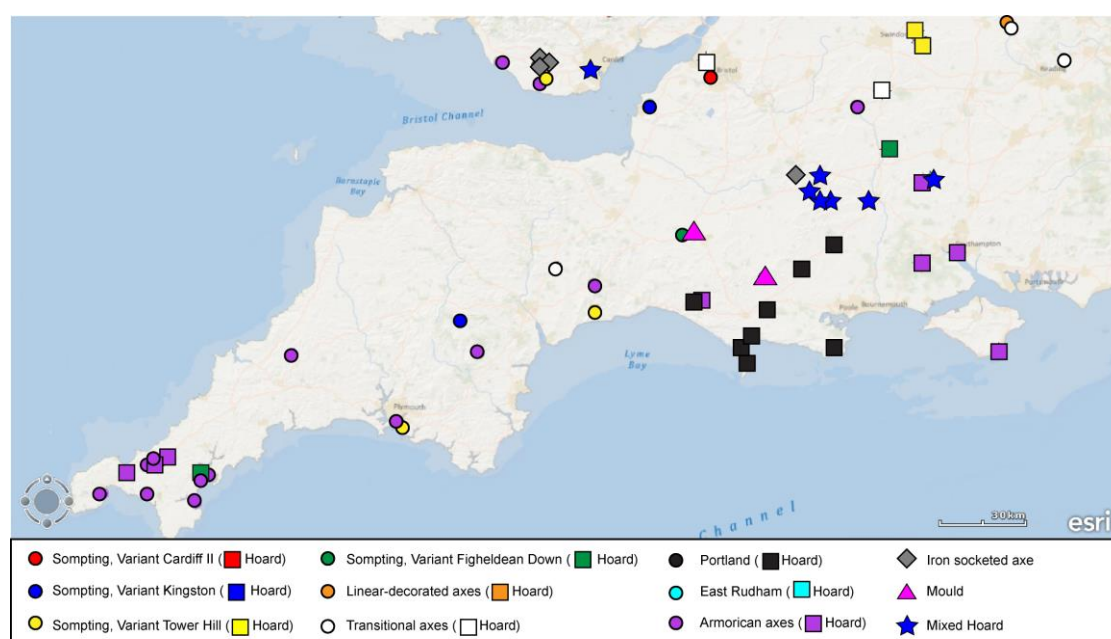 Swindon
Reading
Cardiff
Bristol
Bristol Channel
Barnstaple
Bay
Southampton
Portsmouth
Poole
Bournemouth
Lyme
Bay
Plymouth
Channel
30km
esri
Sompting, Variant Cardiff II ( Hoard)
Sompting, Variant Figheldean Down ( Hoard)
Portland ( Hoard)
Iron socketed axe
Sompting, Variant Kingston ( Hoard)
Linear-decorated axes ( Hoard)
East Rudham ( Hoard)
Mould
Sompting, Variant Tower Hill ( Hoard)
Transitional axes ( Hoard)
Armorican axes ( Hoard)
Mixed Hoard